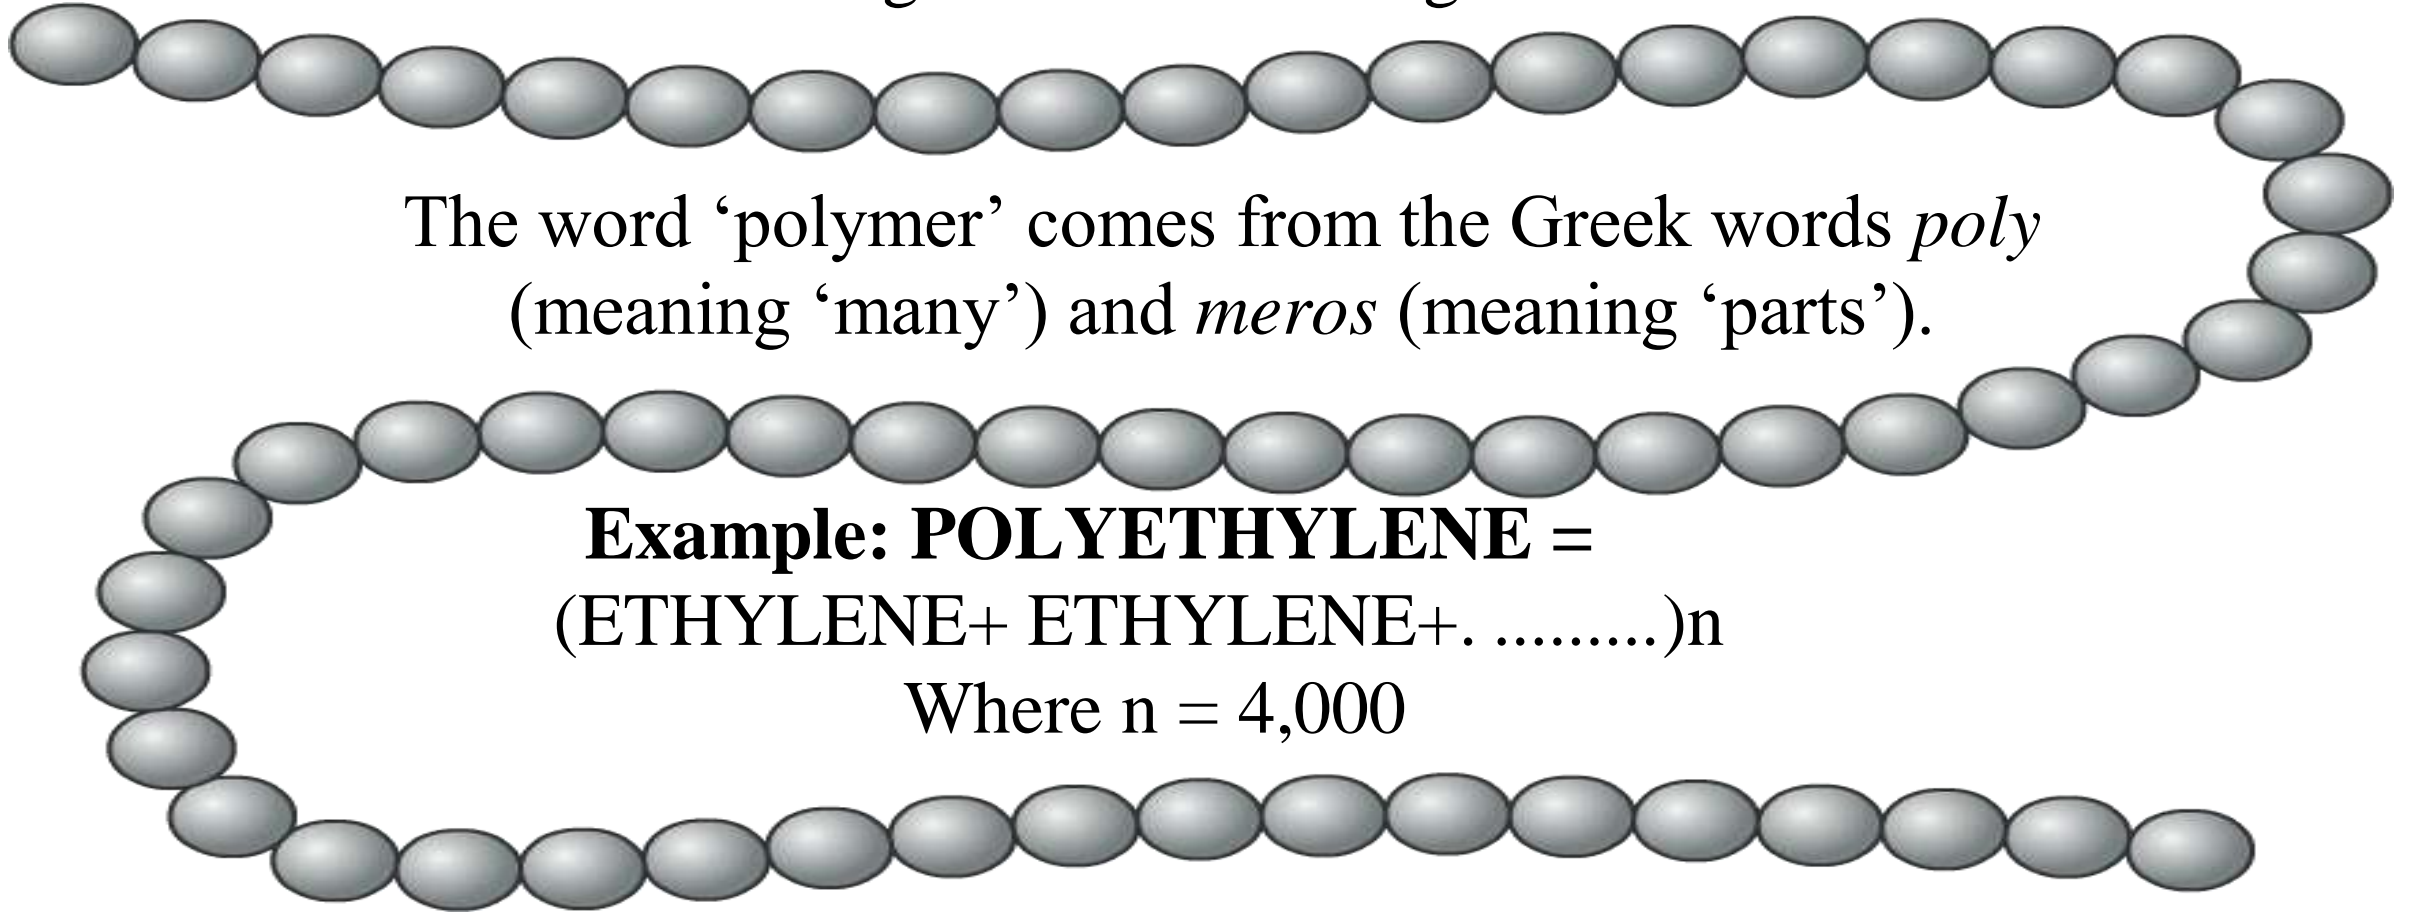 The word ‘polymer’ comes from the Greek words poly
(meaning ‘many’) and meros (meaning ‘parts’).
Example: POLYETHYLENE =
(ETHYLENE+ ETHYLENE+. .........)n
Where n = 4,000